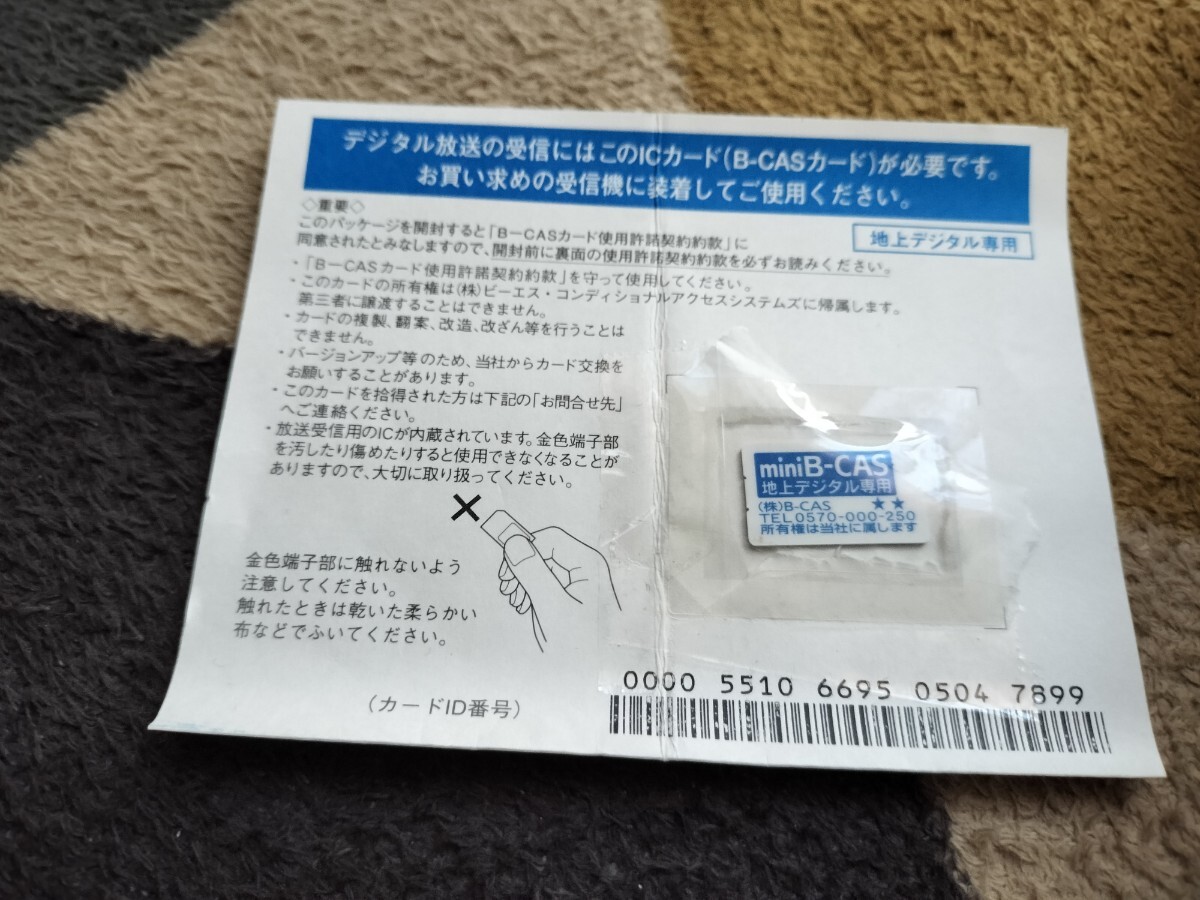 デジタル放送の受信にはこのICカード(B-CASカード)が必要です。
お買い求めの受信機に装着してご使用ください。
◇重要◇
このパッケージを開封すると「B－CASカード使用許諾契約約款」に
同意されたとみなしますので、開封前に裏面の使用許諾契約約款を必ずお読みください。
地上デジタル専用
・「B－CASカード使用許諾契約約款」を守って使用してください。
・このカードの所有権は(株)ビーエス・コンディショナルアクセスシステムズに帰属します。
第三者に譲渡することはできません。
・カードの複製、翻案、改造、改ざん等を行うことは
できません。
・バージョンアップ等のため、当社からカード交換を
お願いすることがあります。
・このカードを拾得された方は下記の「お問合せ先」
へご連絡ください。
・放送受信用のICが内蔵されています。金色端子部
を汚したり傷めたりすると使用できなくなることが
ありますので、大切に取り扱ってください。
金色端子部に触れないよう
注意してください。
触れたときは乾いた柔らかい
布などでふいてください。
miniB-CAS
地上デジタル専用
(株)B-CAS ★★
TEL0570-000-250
所有権は当社に属します
(カードID番号)
0000 5510 6695 0504 7899